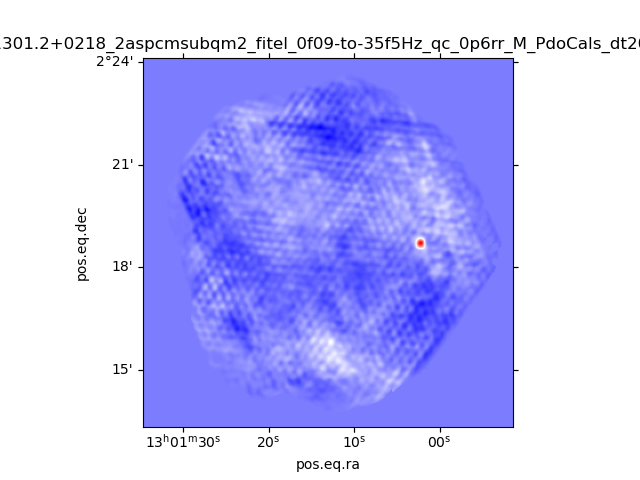 .301.2+0218_2aspcmsubqm2_fitel_0f09-to-35f5Hz_qc_0p6rr_M_PdoCals_dt20
2°24'
21'
18'
15'
pos.eq.dec
13ʰ01ᵐ30ˢ 20ˢ 10ˢ 00ˢ
pos.eq.ra